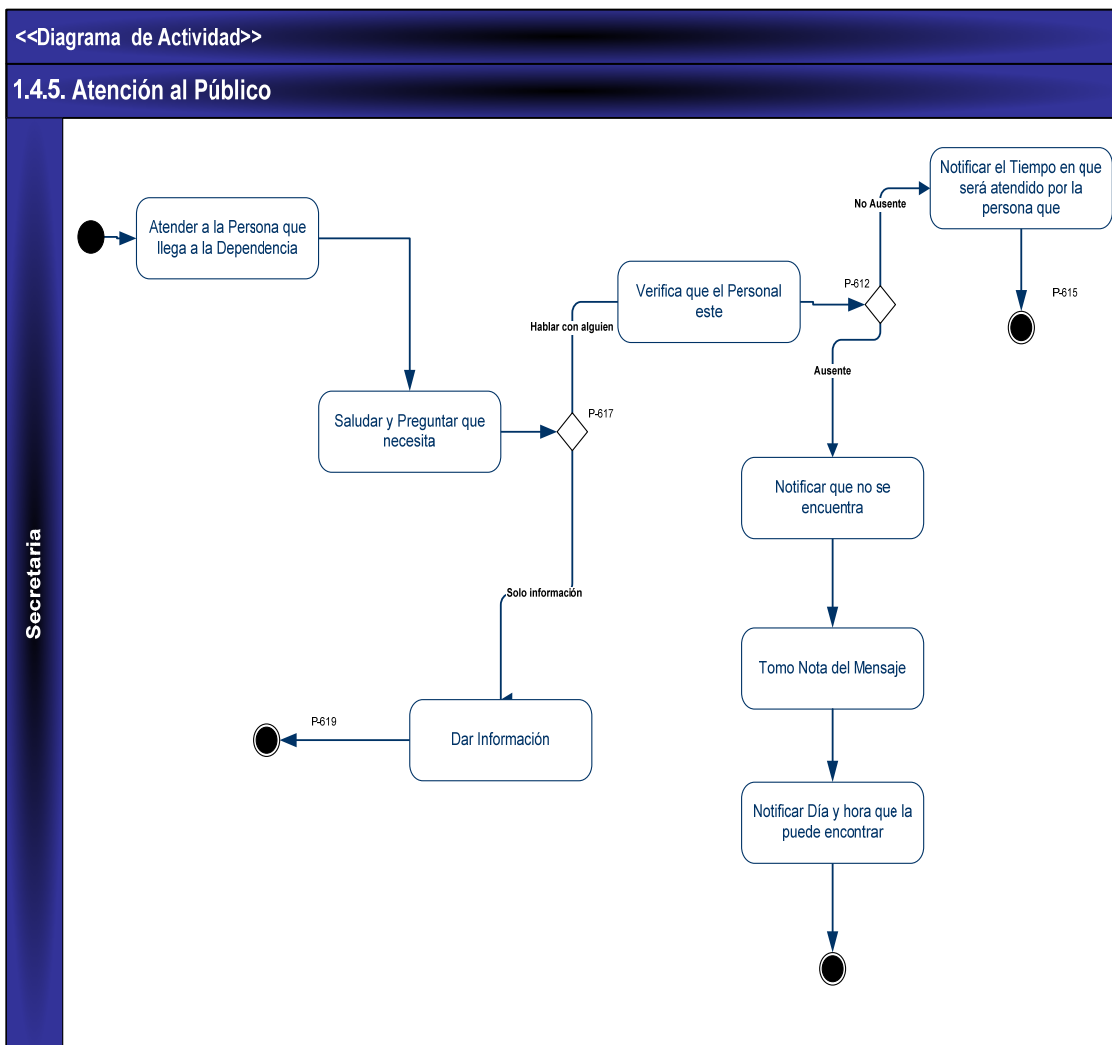 <<Diagrama de Actividad>>
1.4.5. Atención al Público
Secretaria
Atender a la Persona que
llega a la Dependencia
Saludar y Preguntar que
necesita
P-617
Hablar con alguien
Verifica que el Personal
este
P-612
No Ausente
Notificar el Tiempo en que
será atendido por la
persona que
P-615
Ausente
Notificar que no se
encuentra
Tomo Nota del Mensaje
Notificar Día y hora que la
puede encontrar
Solo información
Dar Información
P-619